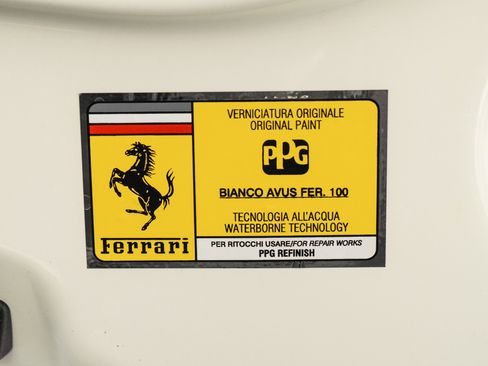 VERNICIATURA ORIGINALE
ORIGINAL PAINT
PPG
BIANCO AVUS FER. 100
TECNOLOGIA ALL'ACQUA
WATERBORNE TECHNOLOGY
Ferrari
PER RITOCCHI USARE/FOR REPAIR WORKS
PPG REFINISH